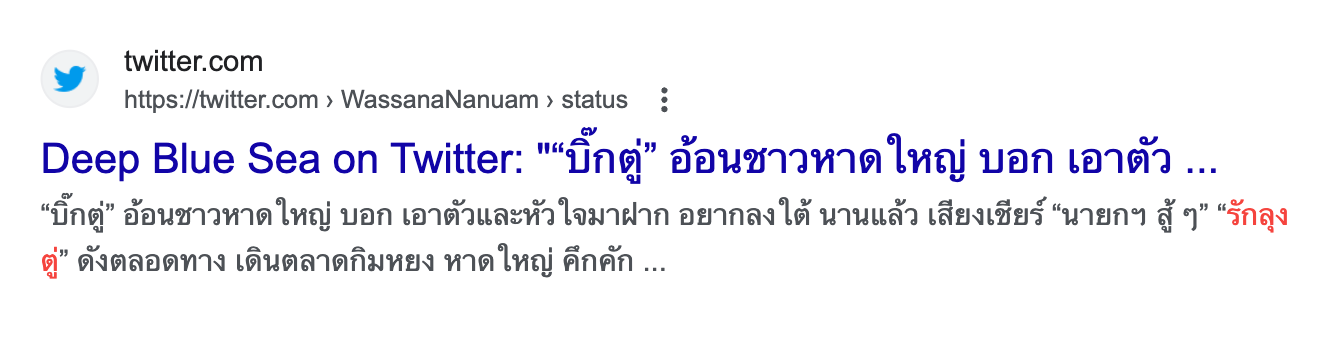 twitter.com
https://twitter.com › WassanaNanuam › status
Deep Blue Sea on Twitter: "“บิ๊กตู่” อ้อนชาวหาดใหญ่ บอก เอาตัว ...
“บิ๊กตู่” อ้อนชาวหาดใหญ่ บอก เอาตัวและหัวใจมาฝาก อยากลงใต้ นานแล้ว เสียงเชียร์ “นายกฯ สู้ ๆ” “รักลุง
ตู่” ดังตลอดทาง เดินตลาดกิมหยง หาดใหญ่ คึกคัก ...